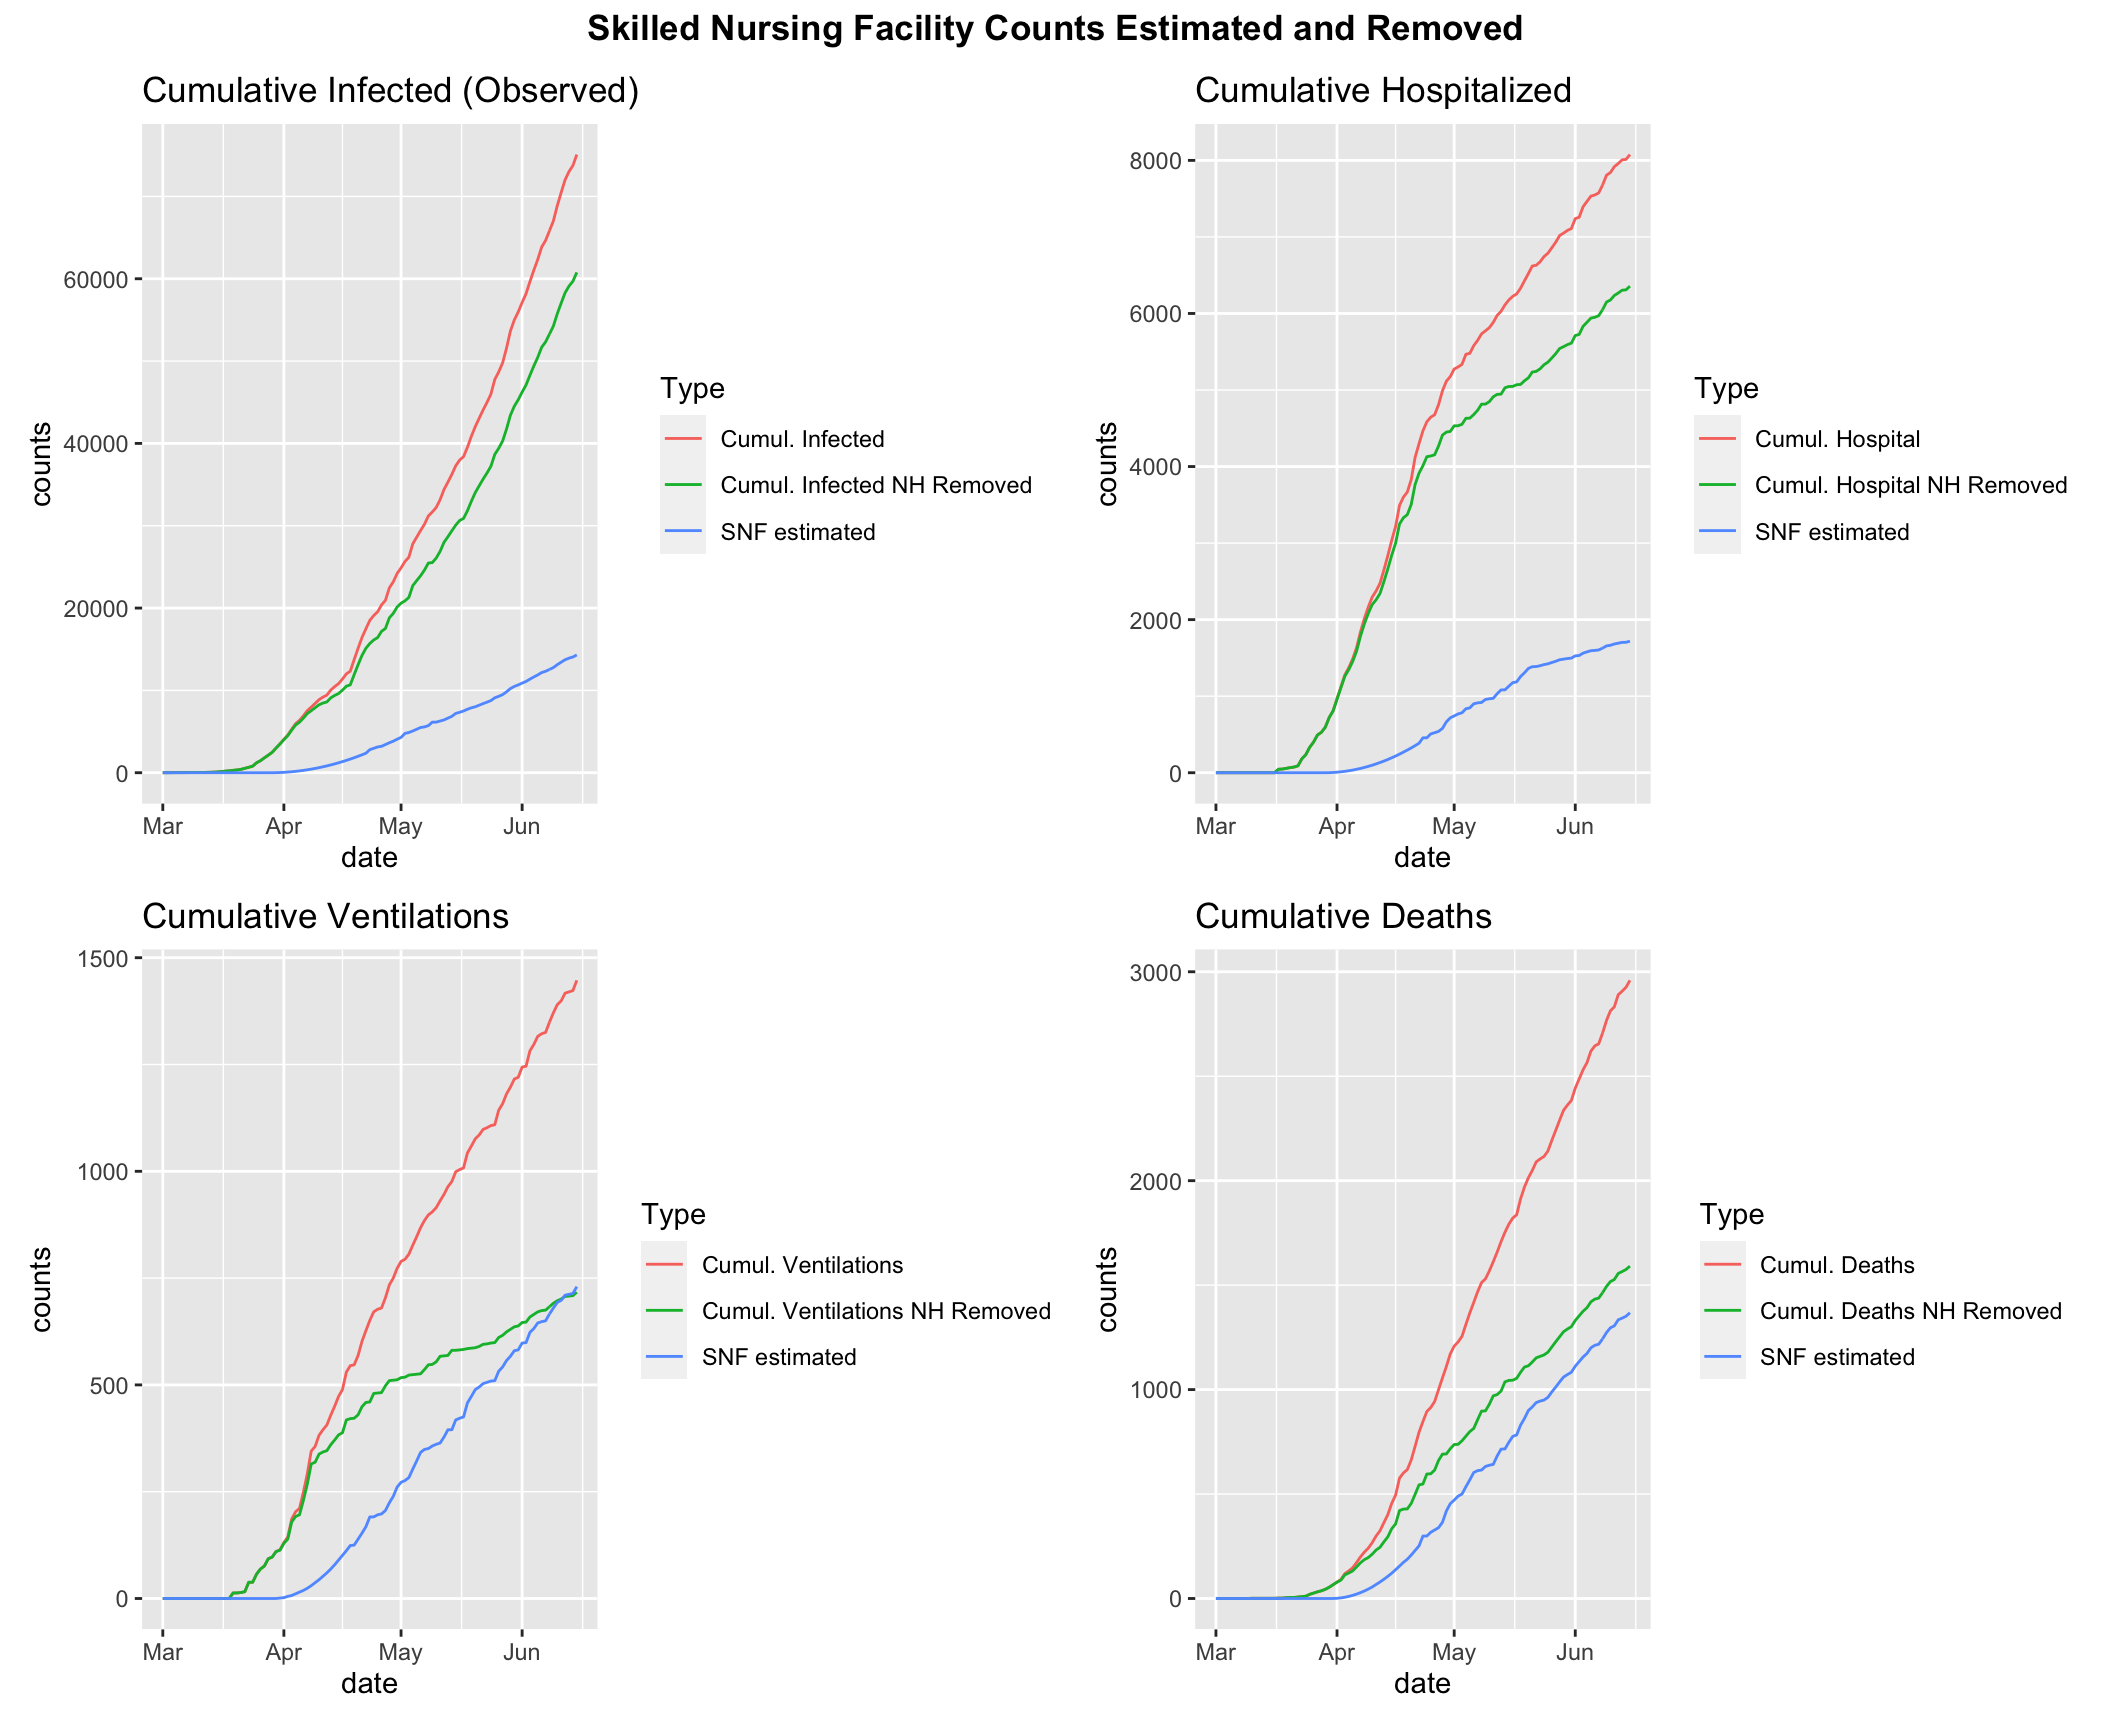 Skilled Nursing Facility Counts Estimated and Removed
Cumulative Infected (Observed)
counts
60000
40000
20000
0
Mar Apr May Jun
date
Type
Cumul. Infected
Cumul. Infected NH Removed
SNF estimated
Cumulative Hospitalized
counts
8000
6000
4000
2000
0
Mar Apr May Jun
date
Type
Cumul. Hospital
Cumul. Hospital NH Removed
SNF estimated
Cumulative Ventilations
counts
1500
1000
500
0
Mar Apr May Jun
date
Type
Cumul. Ventilations
Cumul. Ventilations NH Removed
SNF estimated
Cumulative Deaths
counts
3000
2000
1000
0
Mar Apr May Jun
date
Type
Cumul. Deaths
Cumul. Deaths NH Removed
SNF estimated